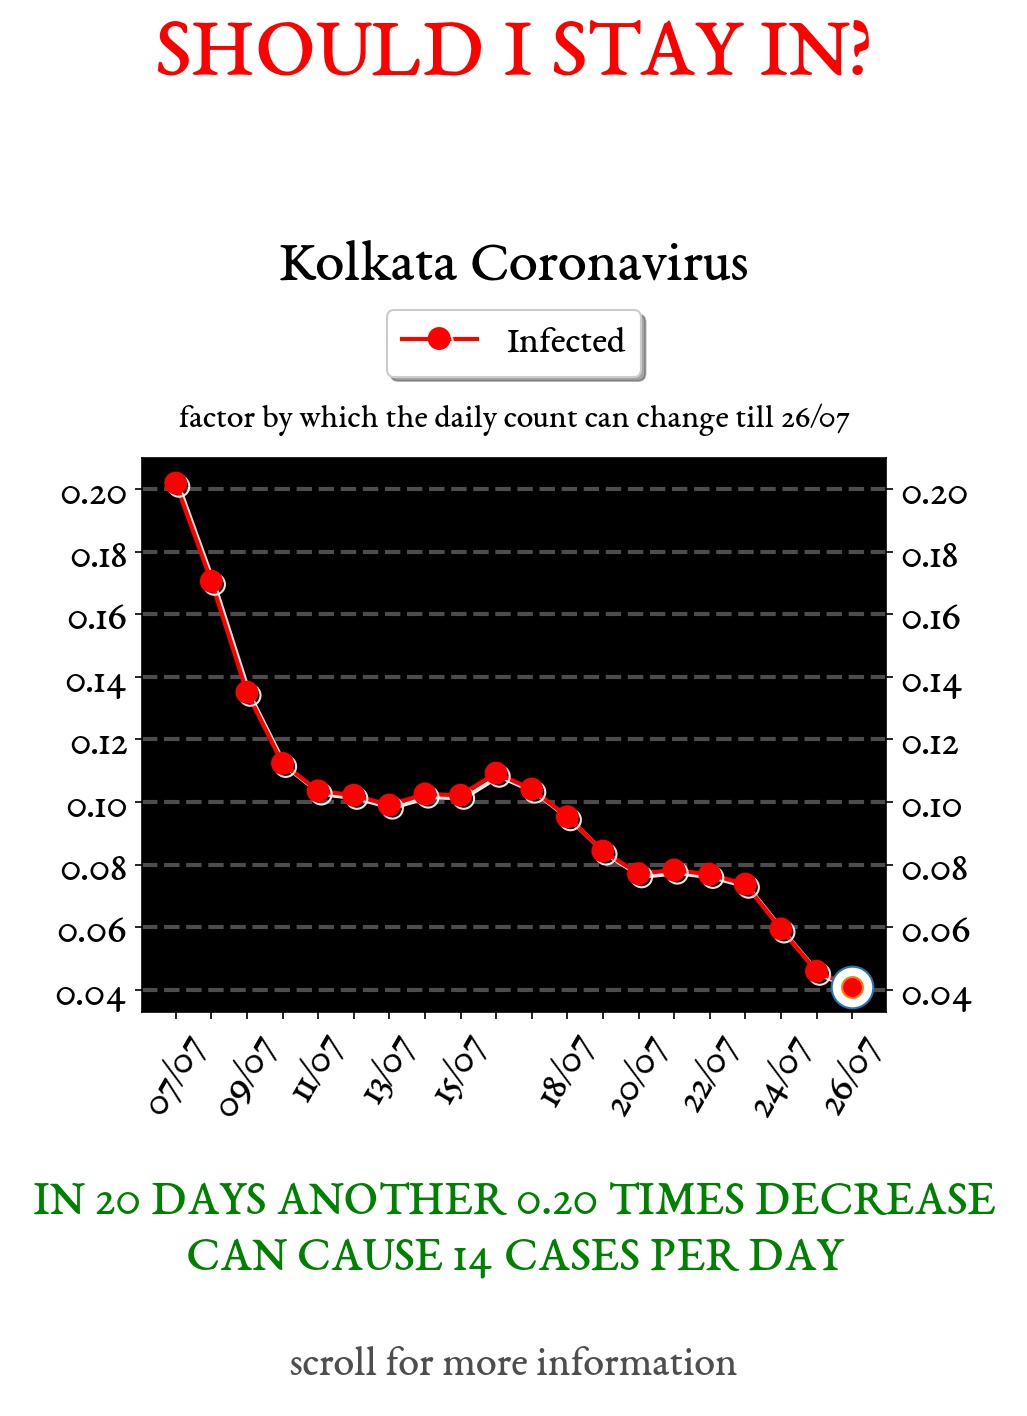 SHOULD I STAY IN?
Kolkata Coronavirus
Infected
factor by which the daily count can change till 26/07
0.20 0.20
0.18 0.18
0.16 0.16
0.14 0.14
0.12 0.12
0.10 0.10
0.08 0.08
0.06 0.06
0.04 0.04
07/07 09/07 11/07 13/07 15/07 18/07 20/07 22/07 24/07 26/07
IN 20 DAYS ANOTHER 0.20 TIMES DECREASE
CAN CAUSE 14 CASES PER DAY
scroll for more information